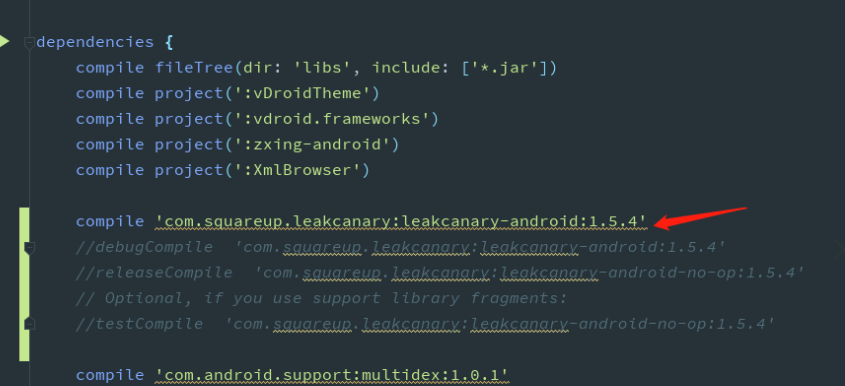 dependencies {
compile fileTree(dir: 'libs', include: ['*.jar'])
compile project(':vDroidTheme')
compile project(':vdroid.frameworks')
compile project(':zxing-android')
compile project(':XmlBrowser')
compile 'com.squareup.leakcanary:leakcanary-android:1.5.4'
//debugCompile  'com.squareup.leakcanary:leakcanary-android:1.5.4'
//releaseCompile  'com.squareup.leakcanary:leakcanary-android-no-op:1.5.4'
// Optional, if you use support library fragments:
//testCompile  'com.squareup.leakcanary:leakcanary-android-no-op:1.5.4'
compile 'com.android.support:multidex:1.0.1'